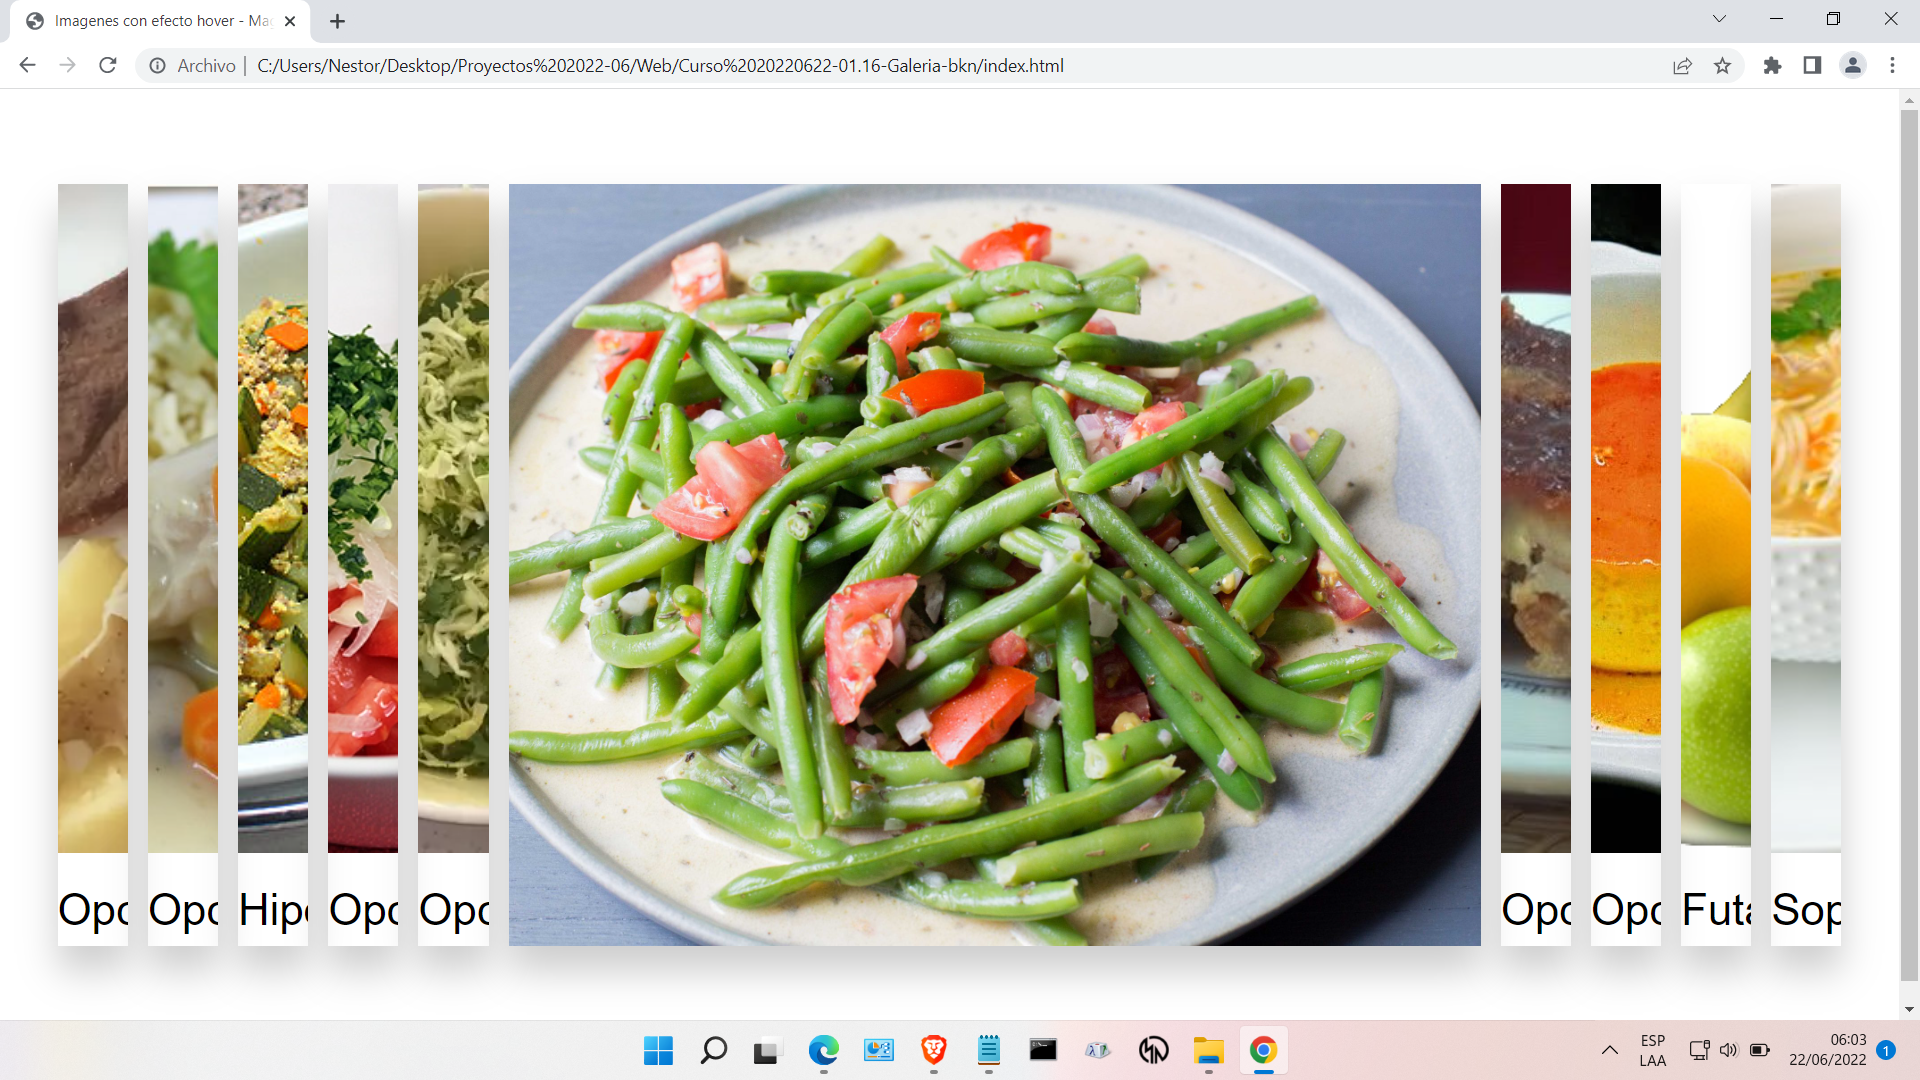 Imagenes con efecto hover - Ma
Archivo | C:/Users/Nestor/Desktop/Proyectos%202022-06/Web/Curso%2020220622-01.16-Galeria-bkn/index.html
Opc
Opc
Hipo
Opc
Opc
Opc
Opc
Futa
Sop
ESP
LAA
06:03
22/06/2022
1